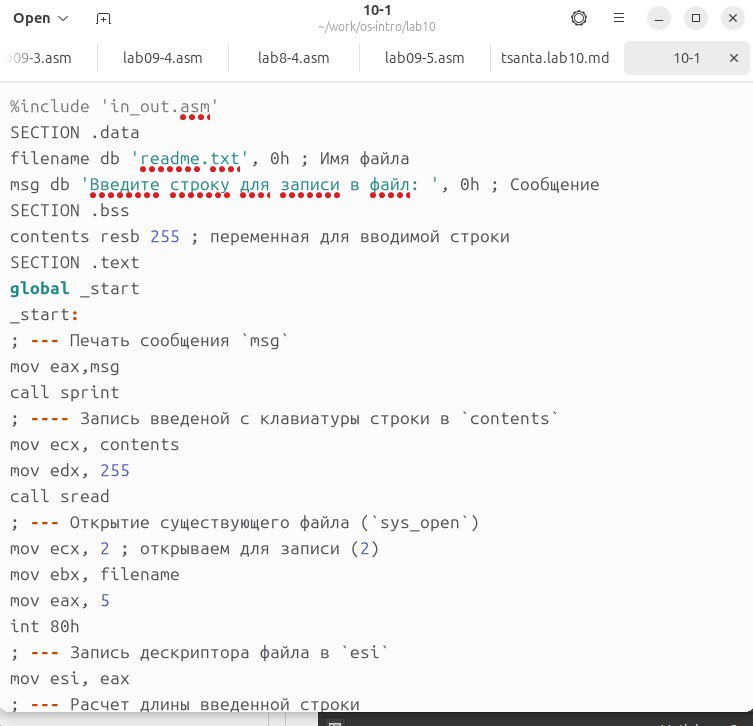 Open
10-1
~/work/os-intro/lab10
09-3.asm
lab09-4.asm
lab8-4.asm
lab09-5.asm
tsanta.lab10.md
10-1
%include 'in_out.asm'
SECTION .data
filename db 'readme.txt', 0h ; Имя файла
msg db 'Введите строку для записи в файл: ', 0h ; Сообщение
SECTION .bss
contents resb 255 ; переменная для вводимой строки
SECTION .text
global _start
_start:
; --- Печать сообщения `msg`
mov eax,msg
call sprint
; ---- Запись введеной с клавиатуры строки в `contents`
mov ecx, contents
mov edx, 255
call sread
; --- Открытие существующего файла (`sys_open`)
mov ecx, 2 ; открываем для записи (2)
mov ebx, filename
mov eax, 5
int 80h
; --- Запись дескриптора файла в `esi`
mov esi, eax
; --- Расчет длины введенной строки